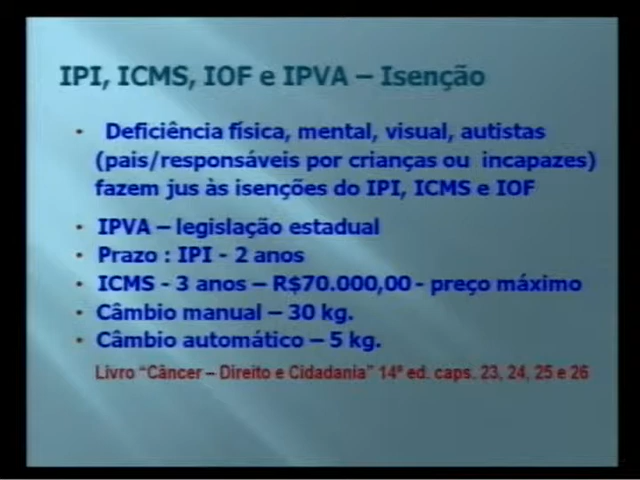 IPI, ICMS, IOF e IPVA – Isenção
• Deficiência física, mental, visual, autistas
(pais/responsáveis por crianças ou incapazes)
fazem jus às isenções do IPI, ICMS e IOF
• IPVA – legislação estadual
• Prazo : IPI - 2 anos
• ICMS - 3 anos – R$70.000,00 - preço máximo
• Câmbio manual – 30 kg.
• Câmbio automático – 5 kg.
Livro “Câncer – Direito e Cidadania” 14ª ed. caps. 23, 24, 25 e 26